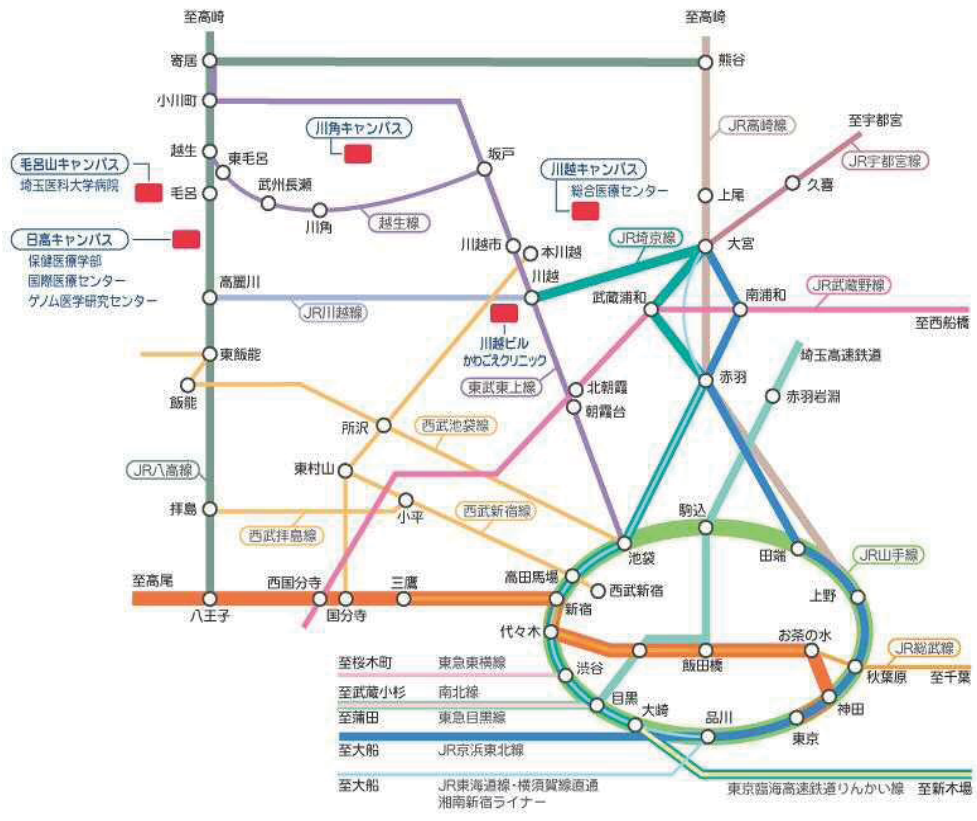 至高崎
至高崎
寄居
熊谷
小川町
JR高崎線
至宇都宮
川角キャンパス
越生
東毛呂
坂戸
JR宇都宮線
毛呂山キャンパス
埼玉医科大学病院
武州長瀬
川越キャンパス
総合医療センター
久喜
毛呂
上尾
川角
越生線
日高キャンパス
保健医療学部
国際医療センター
ゲノム医学研究センター
川越市
本川越
JR埼京線
大宮
高麗川
川越
武蔵浦和
南浦和
JR武蔵野線
JR川越線
至西船橋
川越ビル
かわごえクリニック
東飯能
埼玉高速鉄道
東武東上線
北朝霞
赤羽
飯能
朝霞台
赤羽岩淵
所沢
西武池袋線
東村山
JR八高線
拝島
小平
西武新宿線
駒込
西武拝島線
池袋
田端
JR山手線
至高尾
西国分寺
三鷹
高田馬場
西武新宿
上野
八王子
国分寺
新宿
代々木
お茶の水
飯田橋
JR総武線
至桜木町
東急東横線
渋谷
秋葉原
至千葉
至武蔵小杉
南北線
目黒
神田
至蒲田
東急目黒線
大崎
品川
東京
至大船
JR京浜東北線
至大船
JR東海道線・横須賀線直通
湘南新宿ライナー
東京臨海高速鉄道りんかい線
至新木場